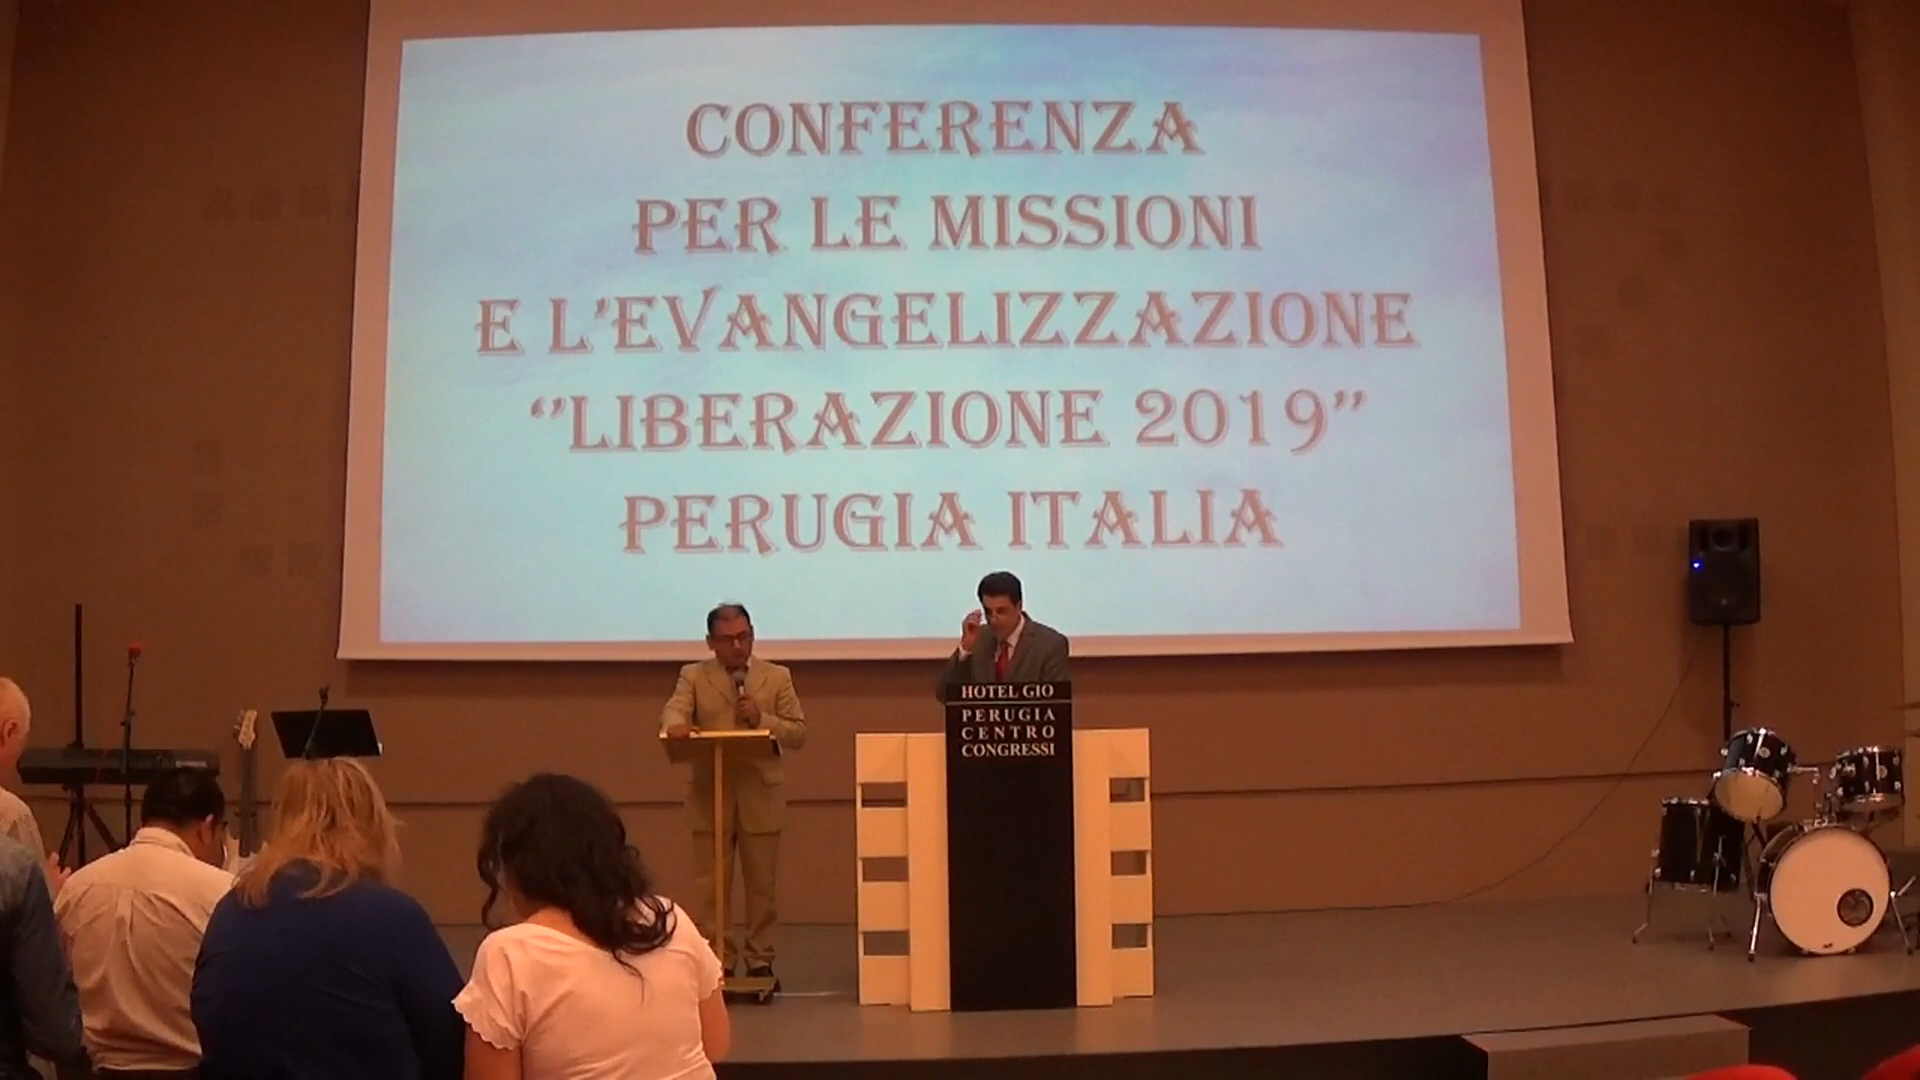 CONFERENZA
PER LE MISSIONI
E L'EVANGELIZZAZIONE
‘’LIBERAZIONE 2019’’
PERUGIA ITALIA
HOTEL GIO
PERUGIA
CENTRO
CONGRESSI